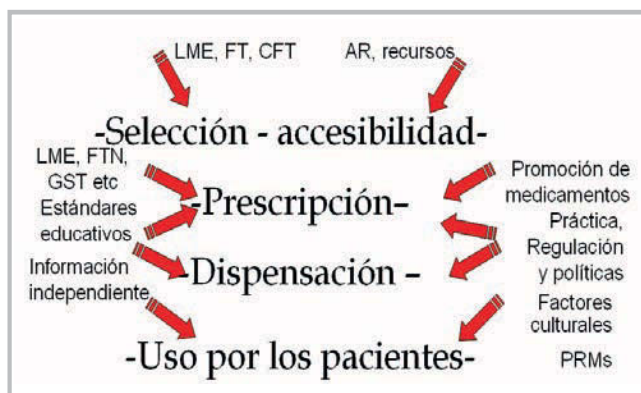 LME, FT, CFT
AR, recursos
-Selección - accesibilidad-
LME, FTN,
GST etc
Estándares
educativos
Información
independiente
-Prescripción–
-Dispensación –
Promoción de
medicamentos
Práctica,
Regulación
y políticas
Factores
culturales
-Uso por los pacientes-
PRMs